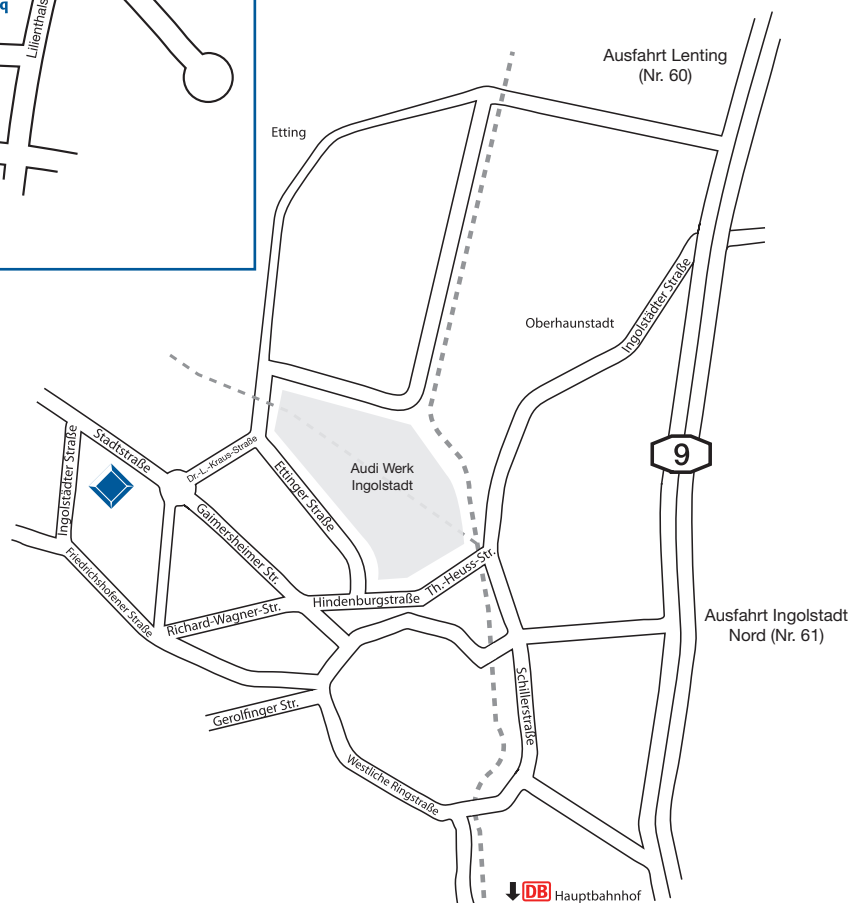 Lilienthals
Ausfahrt Lenting
(Nr. 60)
Etting
Oberhaunstadt
Ingolstädter Straße
9
Stadtstraße
Dr.-L.-Kraus-Straße
Ingolstädter Straße
Ettinger Straße
Audi Werk
Ingolstadt
Gaimersheimer Str.
Th.-Heuss-Str.
Hindenburgstraße
Friedrichshofener Straße
Richard-Wagner-Str.
Ausfahrt Ingolstadt
Nord (Nr. 61)
Schillerstraße
Gerolfinger Str.
Westliche Ringstraße
DB Hauptbahnhof